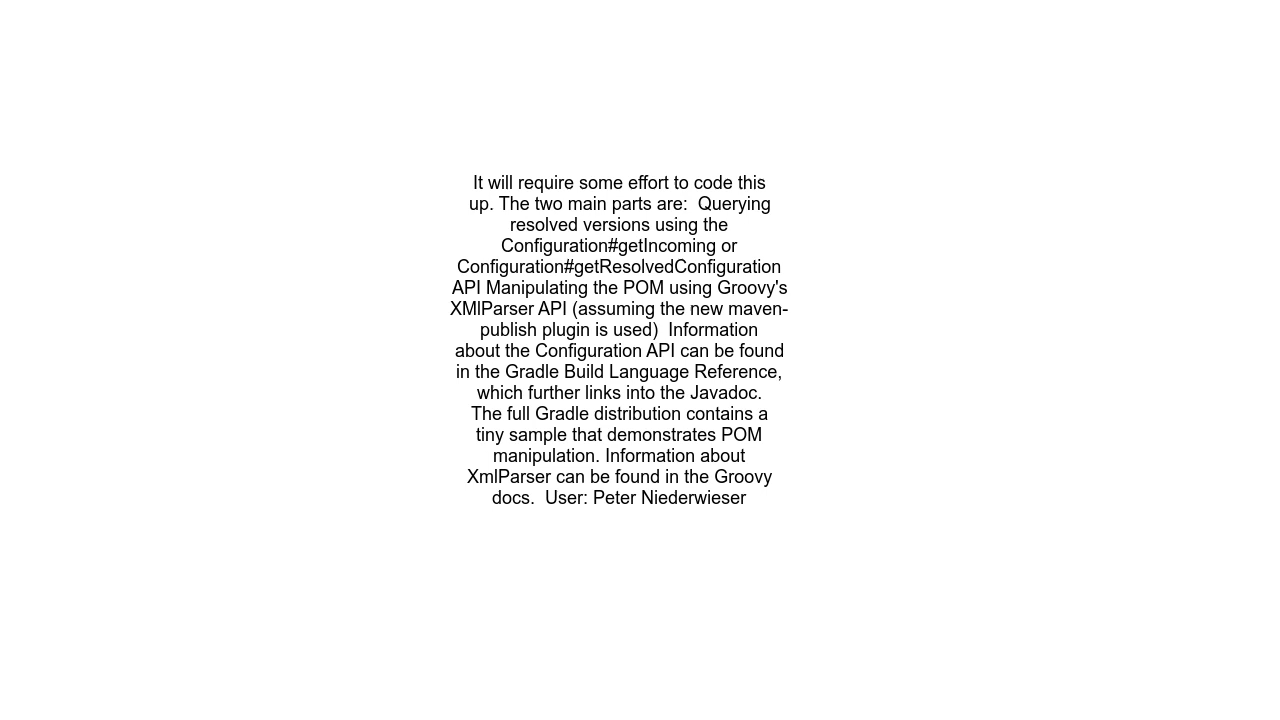 It will require some effort to code this
up. The two main parts are:  Querying
resolved versions using the
Configuration#getIncoming or
Configuration#getResolvedConfiguration
API Manipulating the POM using Groovy's
XMlParser API (assuming the new maven-
publish plugin is used)  Information
about the Configuration API can be found
in the Gradle Build Language Reference,
which further links into the Javadoc.
The full Gradle distribution contains a
tiny sample that demonstrates POM
manipulation. Information about
XmlParser can be found in the Groovy
docs.  User: Peter Niederwieser